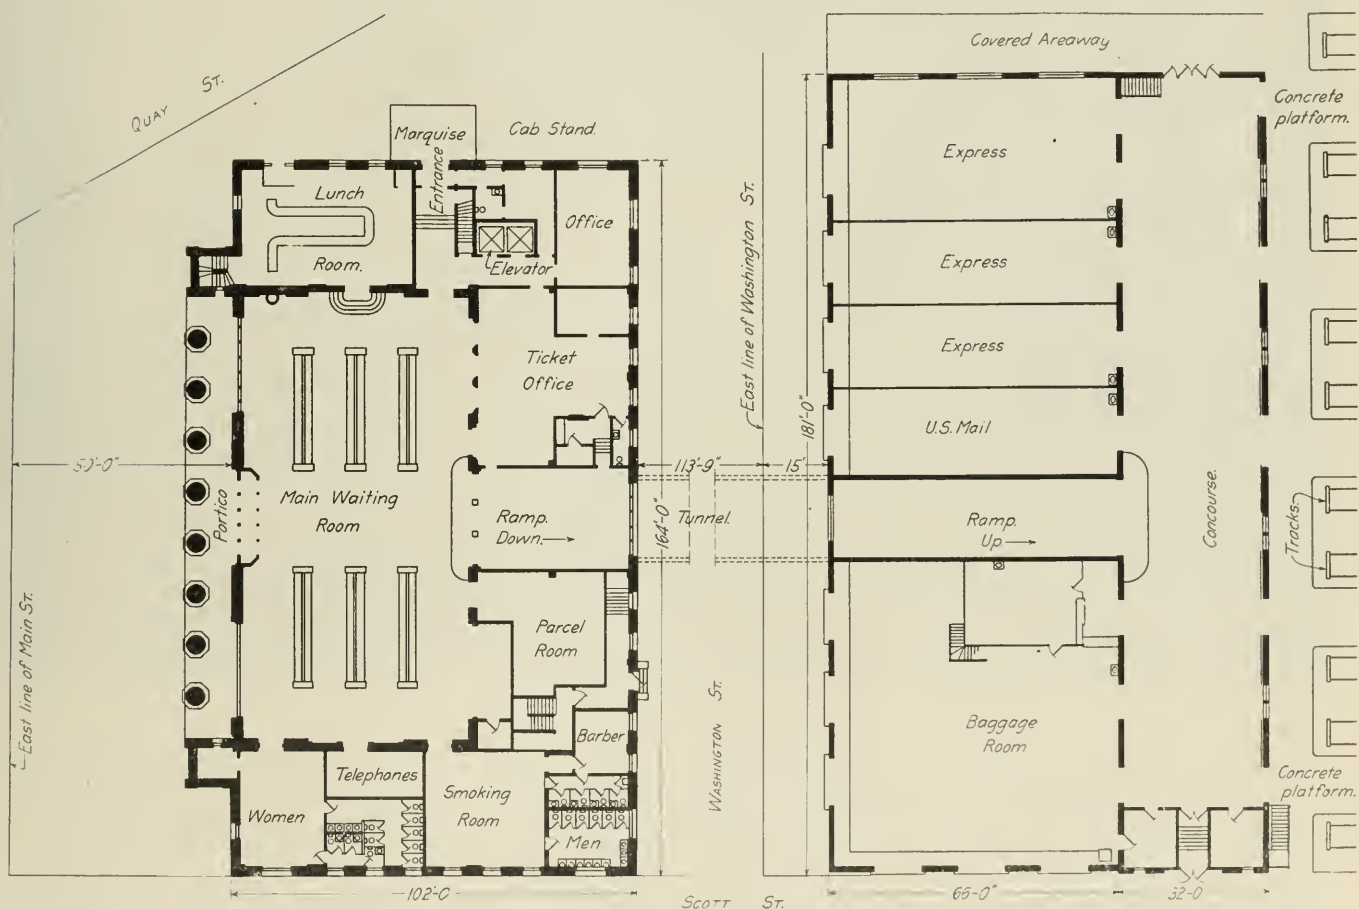 QUAY ST.
Covered Areaway
Marquise
Cab Stand.
Entrance
Lunch
Room.
Office
Elevator
Ticket
Office
Express
Express
Express
U.S. Mail
Concrete
platform.
East line of Washington St.
181'-0"
50'-0"
Portico
Main Waiting
Room
Ramp.
Down.
164'-0"
113'-9"
Tunnel.
15'
Ramp.
Up.
Concourse.
Tracks.
East line of Main St.
Parcel
Room
Barber
WASHINGTON ST.
Baggage
Room
Telephones
Women
Smoking
Room
Men
Concrete
platform.
102'-0
SCOTT ST.
66'-0"
32-0